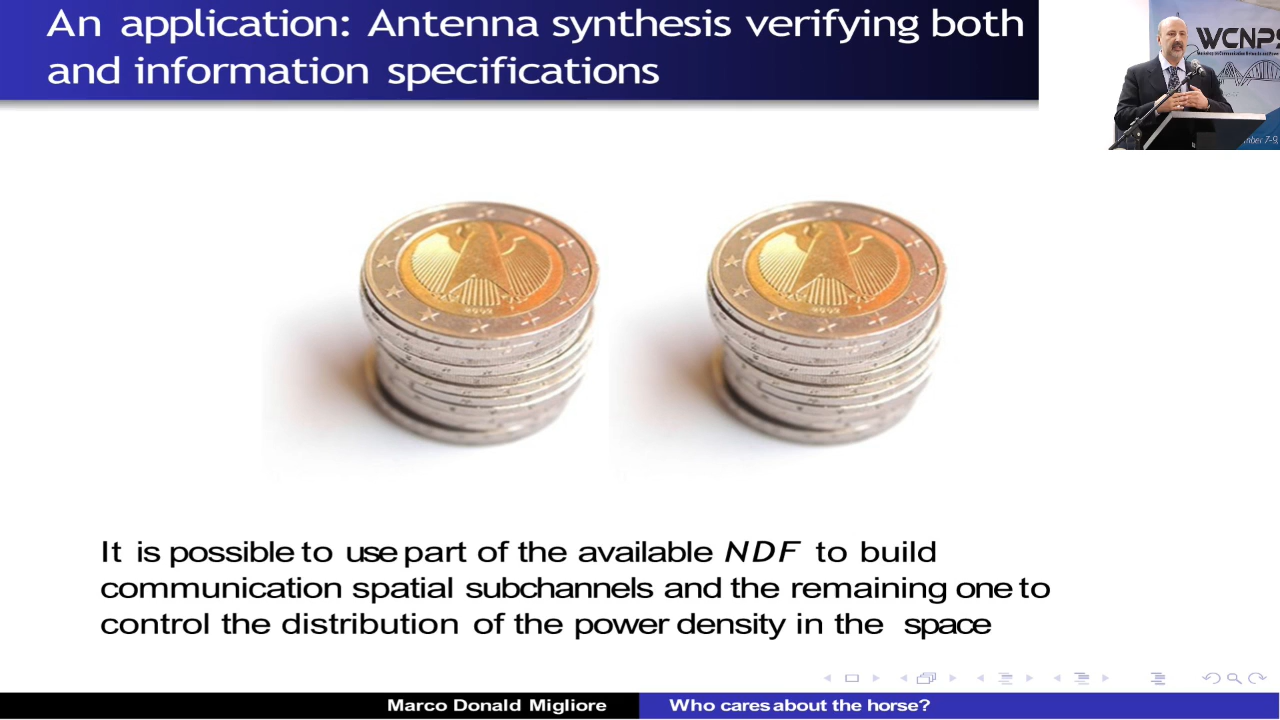 An application: Antenna synthesis verifying both
and information specifications
WCNPS
It is possible to use part of the available NDF to build
communication spatial subchannels and the remaining one to
control the distribution of the power density in the space
Marco Donald Migliore
Who cares about the horse?